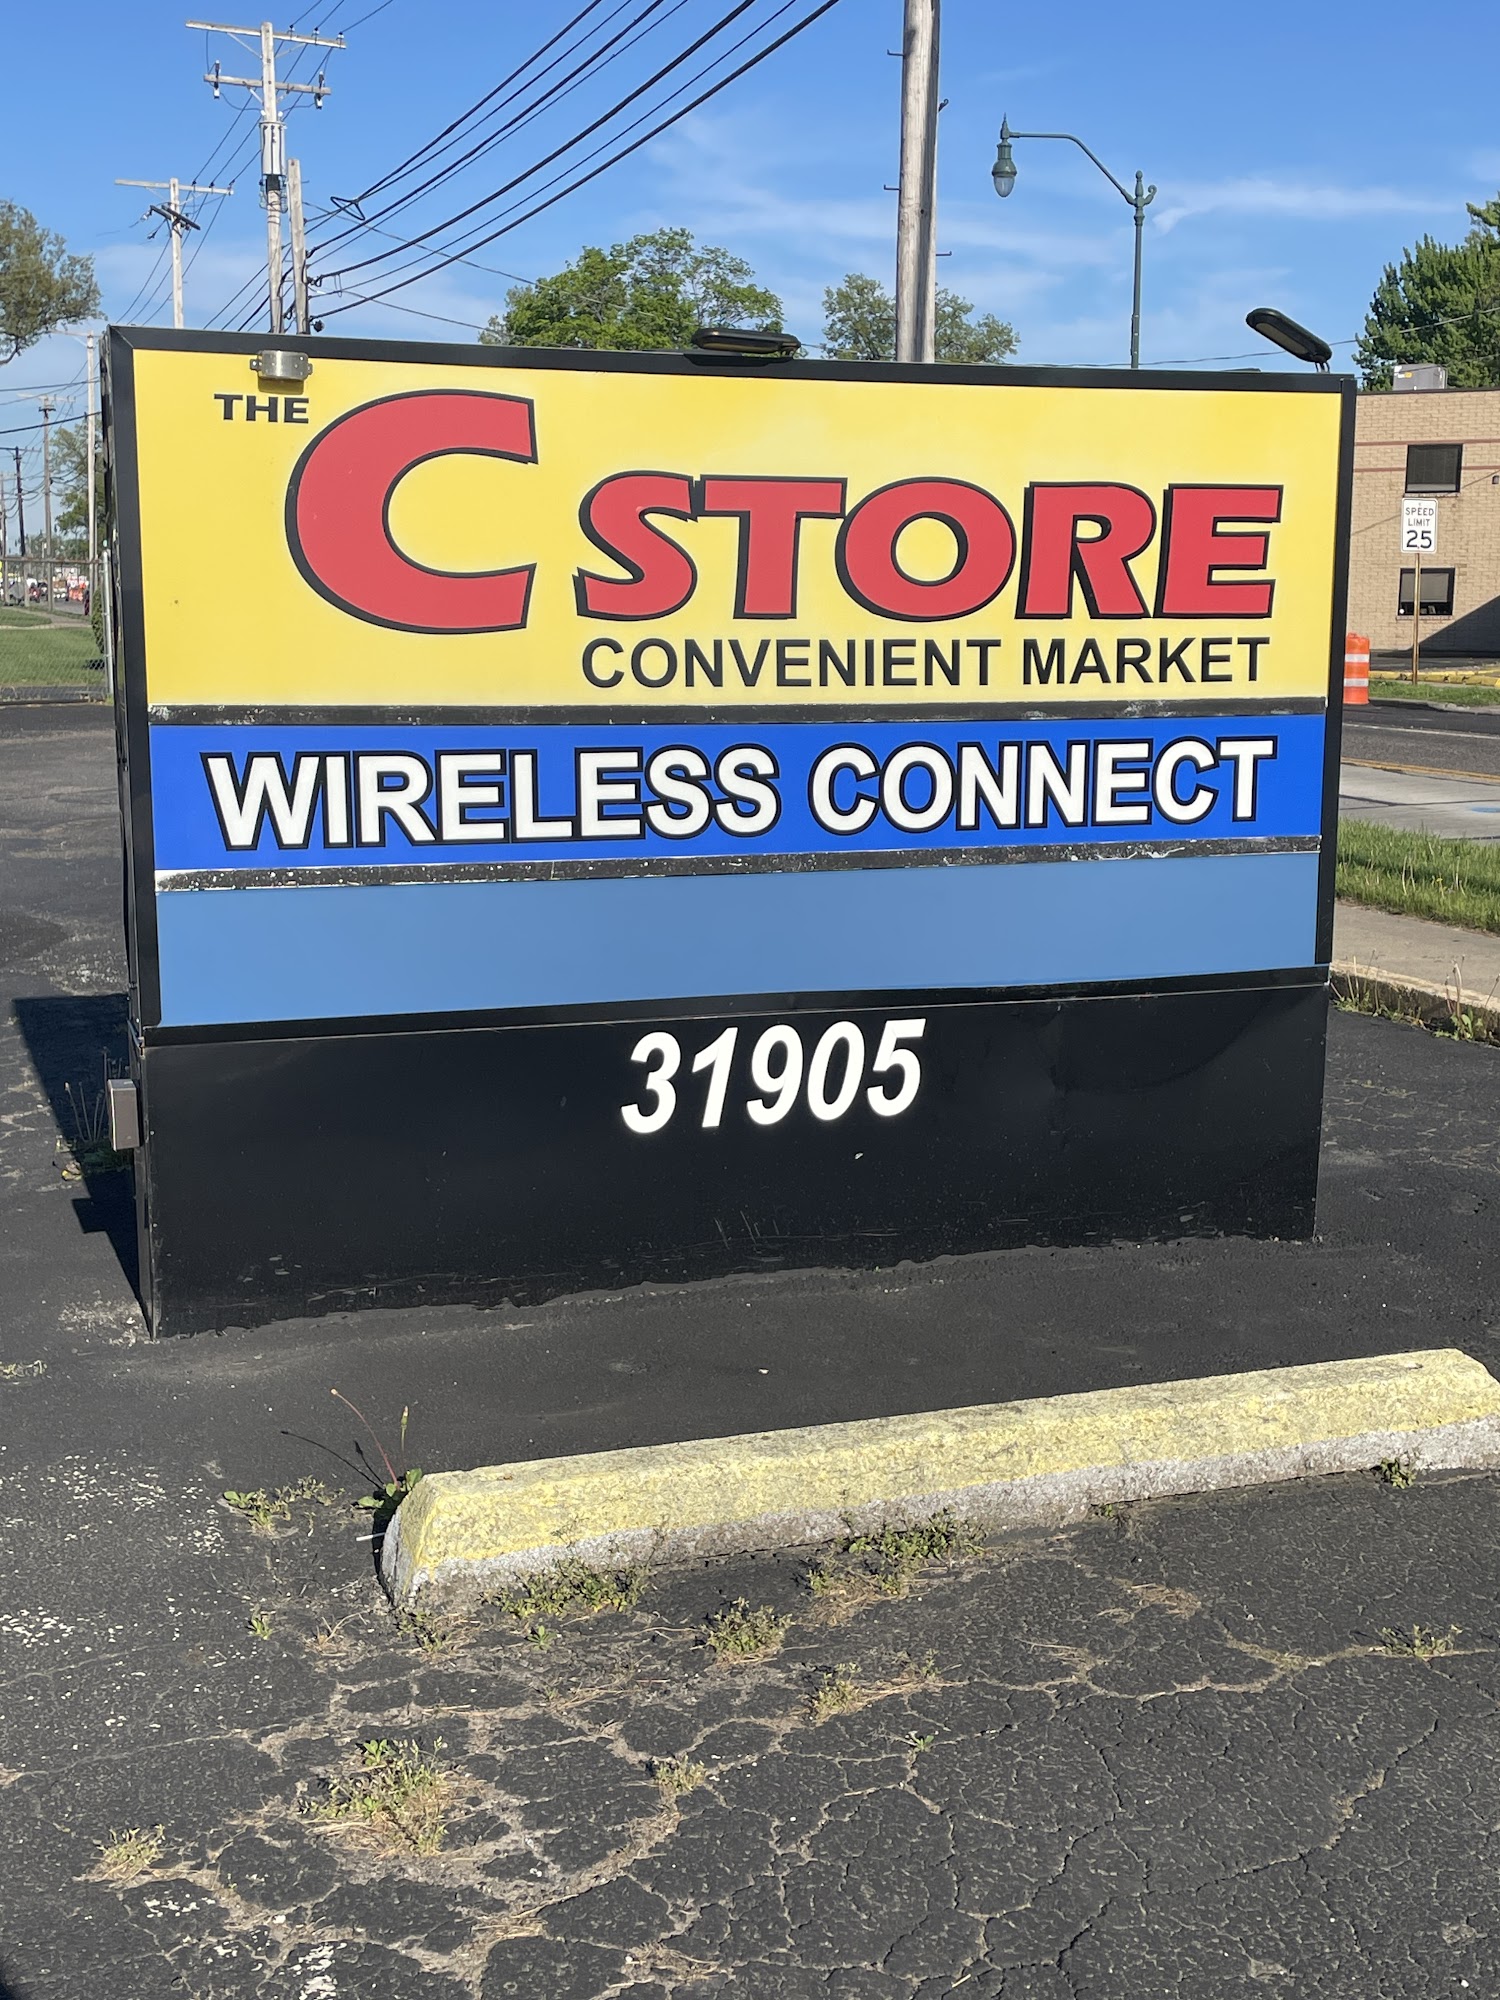 THE
C STORE
CONVENIENT MARKET
WIRELESS CONNECT
31905
SPEED
LIMIT
25